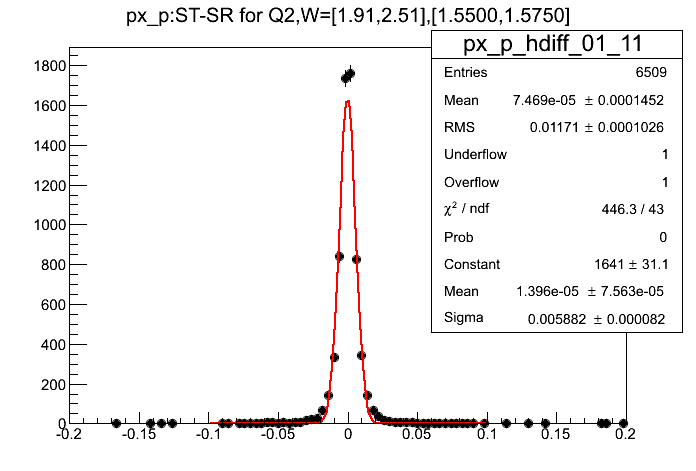 px_p:ST-SR for Q2,W=[1.91,2.51],[1.5500,1.5750]
px_p_hdiff_01_11
Entries 6509
Mean 7.469e-05 ± 0.0001452
RMS 0.01171 ± 0.0001026
Underflow 1
Overflow 1
χ² / ndf 446.3 / 43
Prob 0
Constant 1641 ± 31.1
Mean 1.396e-05 ± 7.563e-05
Sigma 0.005882 ± 0.000082
1800
1600
1400
1200
1000
800
600
400
200
0
-0.2 -0.15 -0.1 -0.05 0 0.05 0.1 0.15 0.2